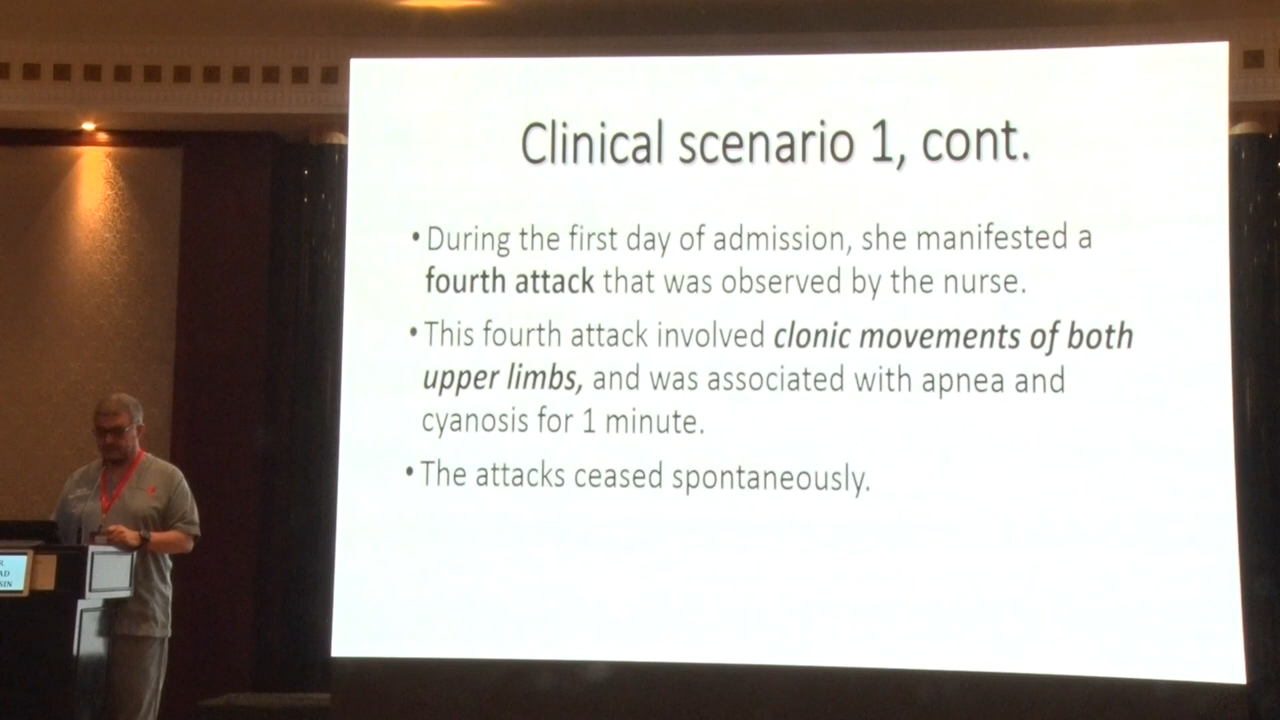 Clinical scenario 1, cont.
• During the first day of admission, she manifested a
fourth attack that was observed by the nurse.
• This fourth attack involved clonic movements of both
upper limbs, and was associated with apnea and
cyanosis for 1 minute.
• The attacks ceased spontaneously.
R
AD
SIN